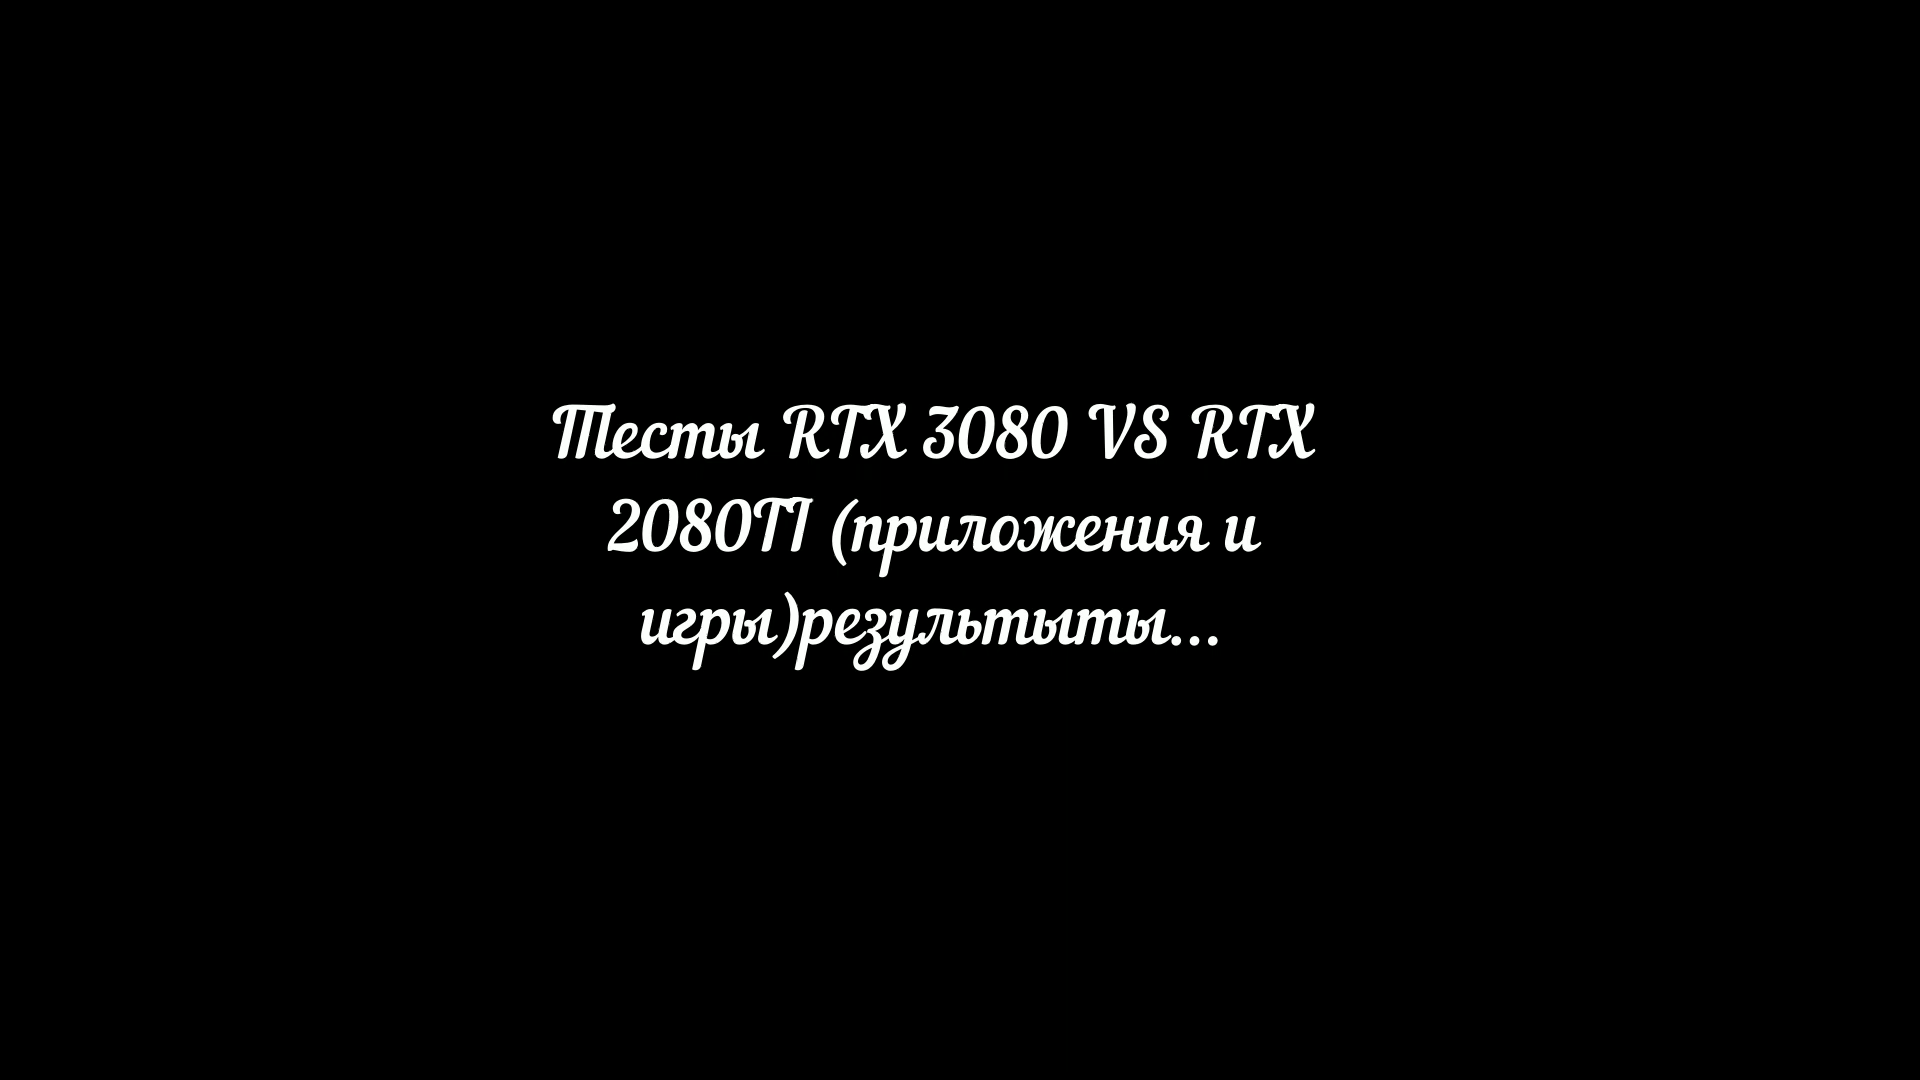 Тесты RTX 3080 VS RTX
2080TI (приложения и
игры)результыты...